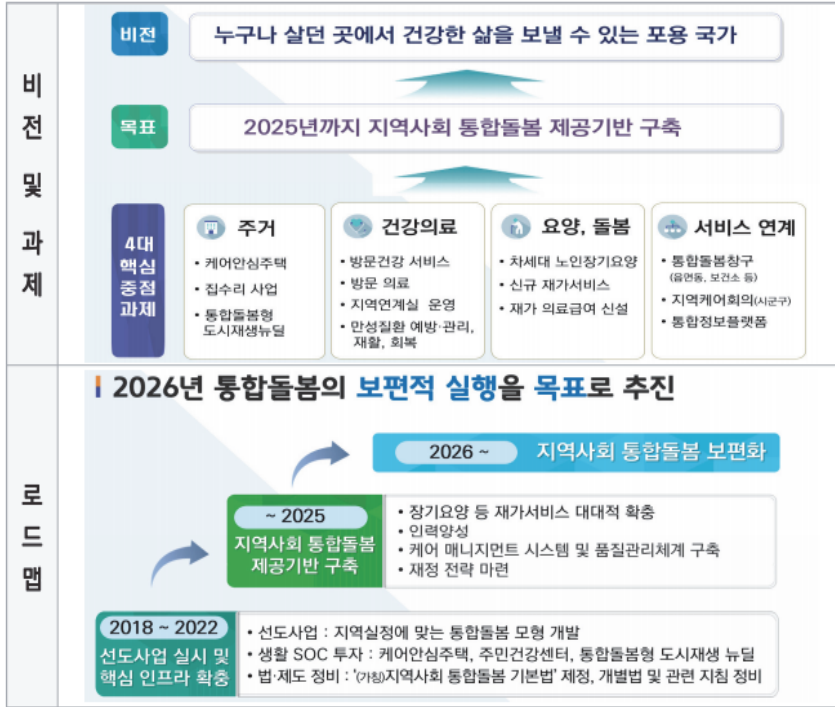 비전 및 과제
비전
누구나 살던 곳에서 건강한 삶을 보낼 수 있는 포용 국가
목표
2025년까지 지역사회 통합돌봄 제공기반 구축
4대
핵심
중점
과제
주거
• 케어안심주택
• 집수리 사업
• 통합돌봄형
도시재생뉴딜
건강의료
• 방문건강 서비스
• 방문 의료
• 지역연계실 운영
• 만성질환 예방·관리,
재활, 회복
요양, 돌봄
• 차세대 노인장기요양
• 신규 재가서비스
• 재가 의료급여 신설
서비스 연계
• 통합돌봄창구
(읍면동, 보건소 등)
• 지역케어회의(시군구)
• 통합정보플랫폼
로드맵
2026년 통합돌봄의 보편적 실행을 목표로 추진
2026 ~ 지역사회 통합돌봄 보편화
~ 2025
지역사회 통합돌봄
제공기반 구축
• 장기요양 등 재가서비스 대대적 확충
• 인력양성
• 케어 매니지먼트 시스템 및 품질관리체계 구축
• 재정 전략 마련
2018 ~ 2022
선도사업 실시 및
핵심 인프라 확충
• 선도사업 : 지역실정에 맞는 통합돌봄 모형 개발
• 생활 SOC 투자 : 케어안심주택, 주민건강센터, 통합돌봄형 도시재생 뉴딜
• 법·제도 정비 : '(가칭)지역사회 통합돌봄 기본법' 제정, 개별법 및 관련 지침 정비